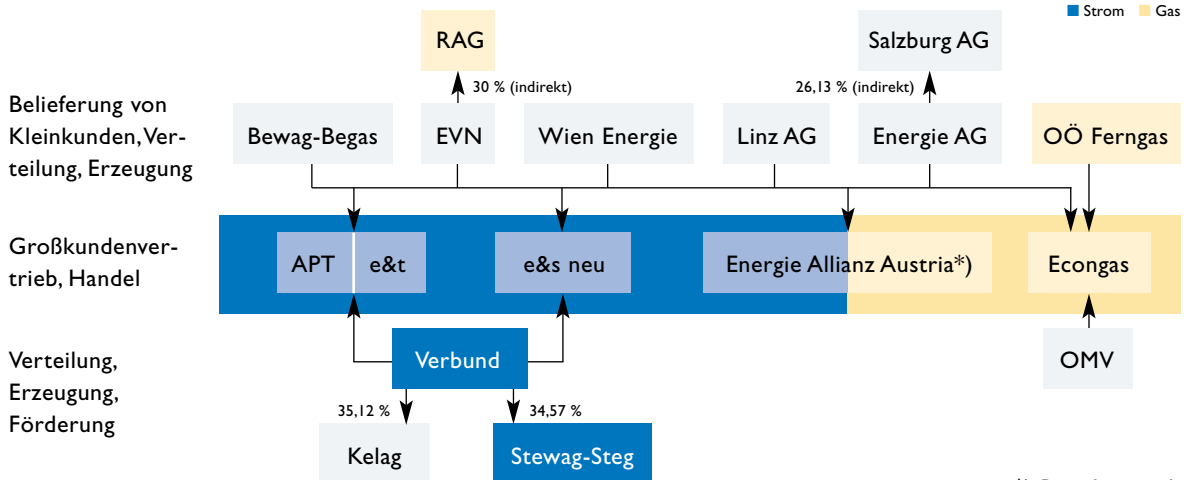 Strom Gas
RAG Salzburg AG
30 % (indirekt) 26,13 % (indirekt)
Belieferung von
Kleinkunden, Ver-
teilung, Erzeugung
Bewag-Begas EVN Wien Energie Linz AG Energie AG OÖ Ferngas
Großkundenver-
trieb, Handel
APT e&t e&s neu Energie Allianz Austria*) Econgas
Verteilung,
Erzeugung,
Förderung
Verbund OMV
35,12 % 34,57 %
Kelag Stewag-Steg